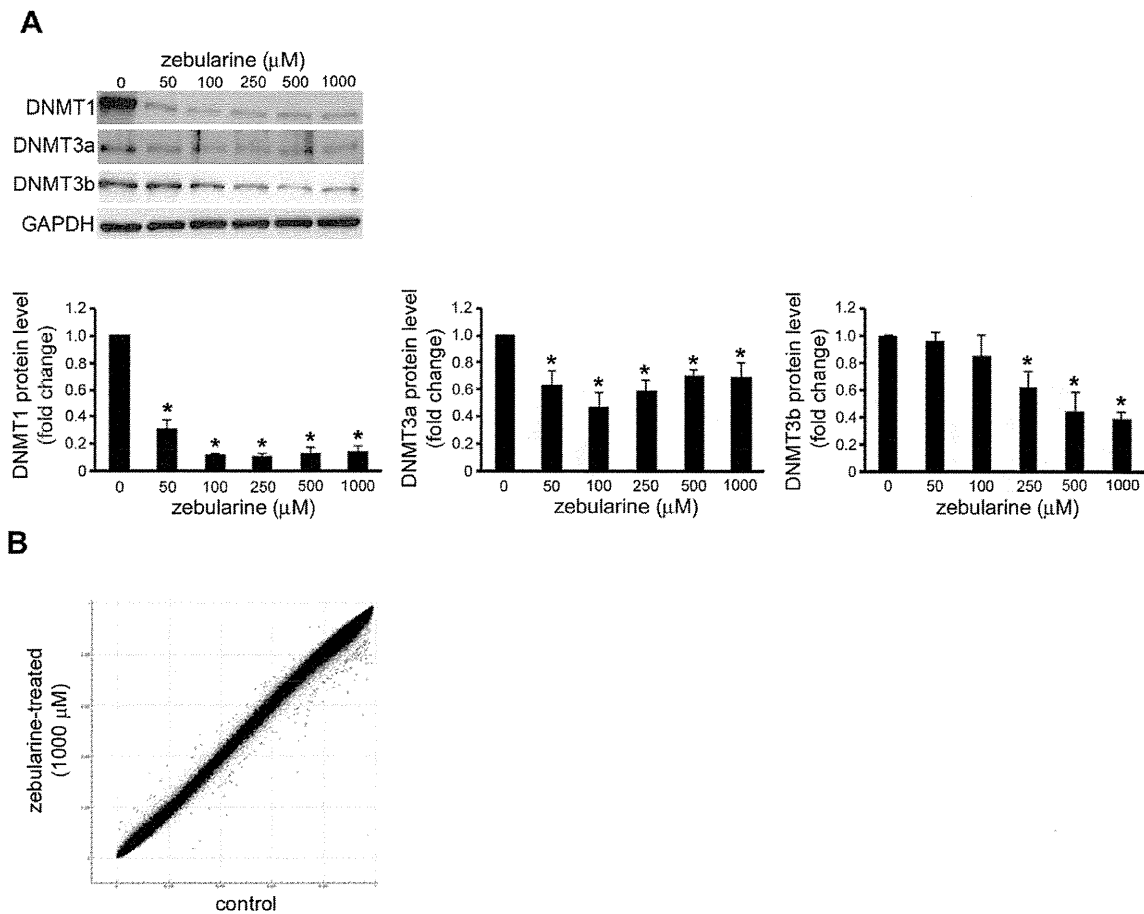 A
zebularine (μM)
0 50 100 250 500 1000
DNMT1
DNMT3a
DNMT3b
GAPDH
DNMT1 protein level
(fold change)
1.2
1.0
0.8
0.6
0.4
0.2
0
* * * * *
0 50 100 250 500 1000
zebularine (μM)
DNMT3a protein level
(fold change)
1.2
1.0
0.8
0.6
0.4
0.2
0
* * * * *
0 50 100 250 500 1000
zebularine (μM)
DNMT3b protein level
(fold change)
1.2
1.0
0.8
0.6
0.4
0.2
0
* * *
0 50 100 250 500 1000
zebularine (μM)
B
zebularine-treated
(1000 μM)
control